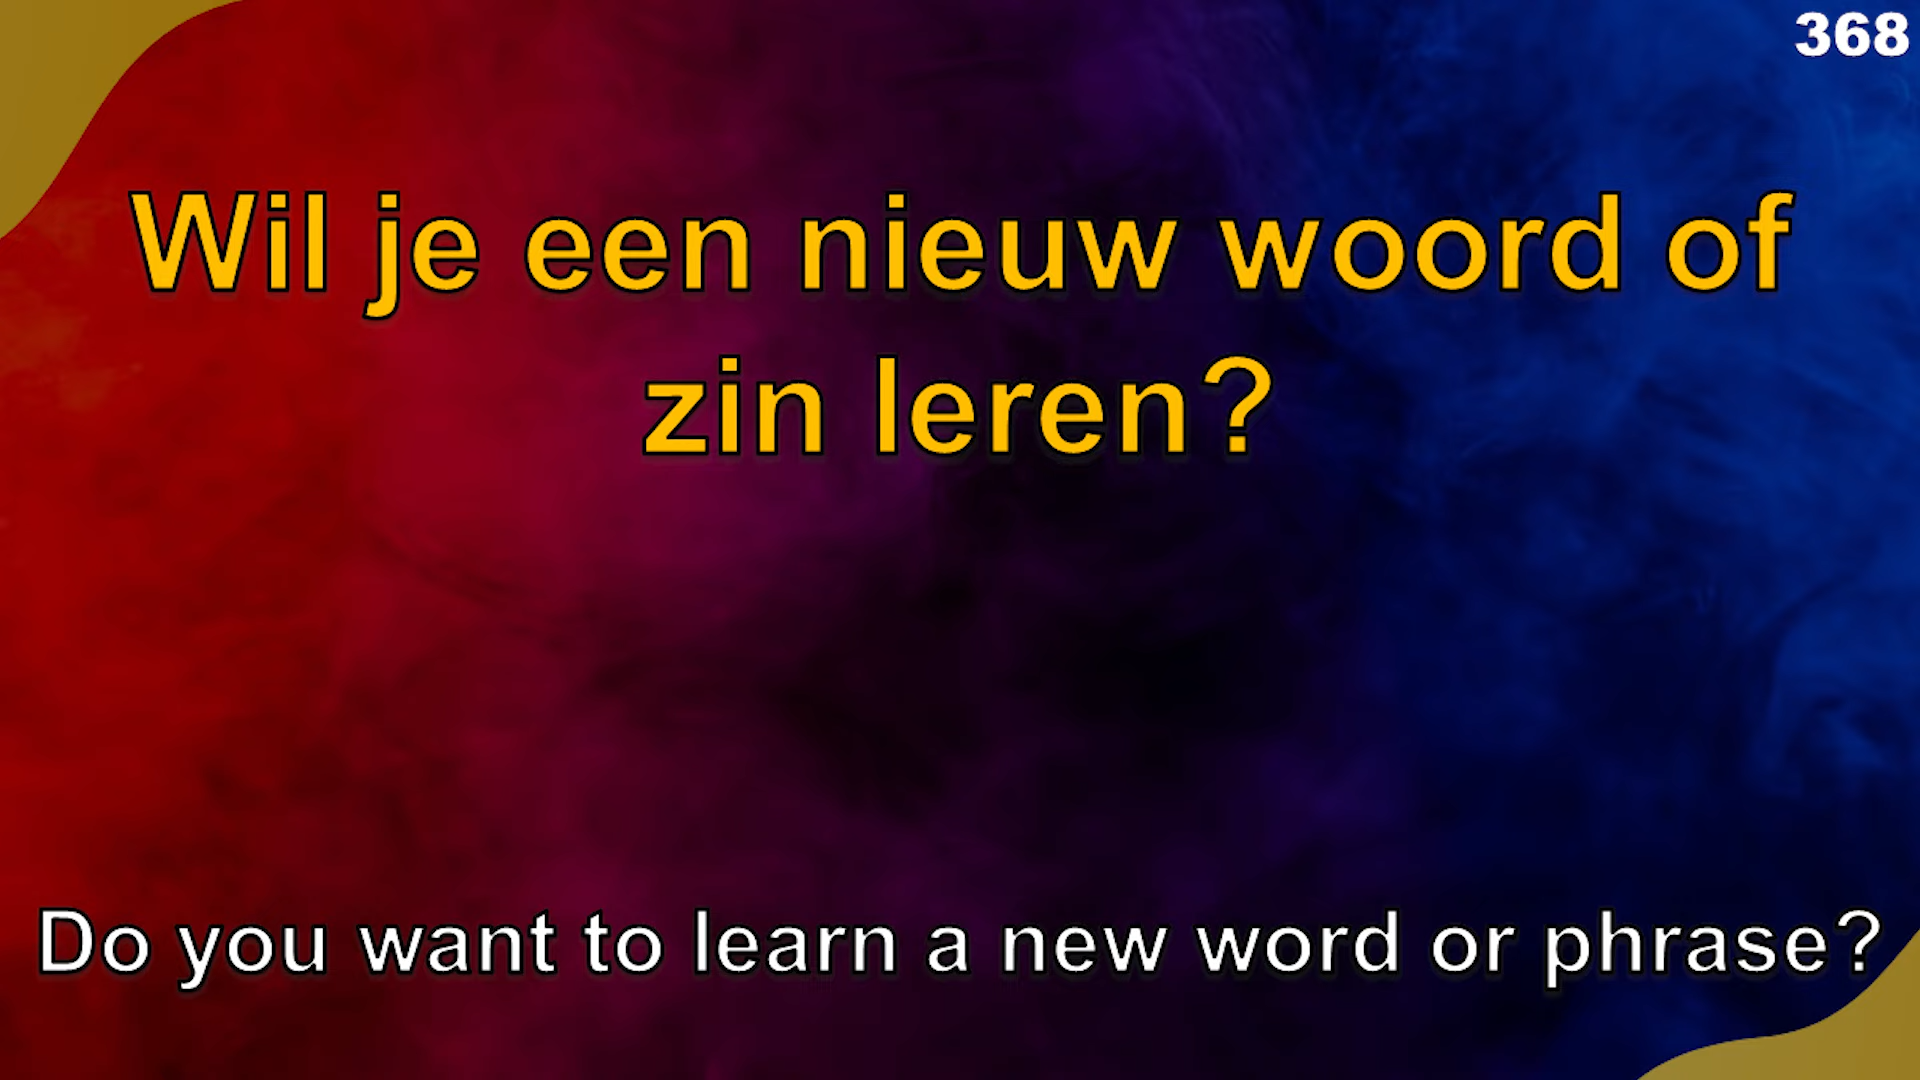 368
Wil je een nieuw woord of
zin leren?
Do you want to learn a new word or phrase?